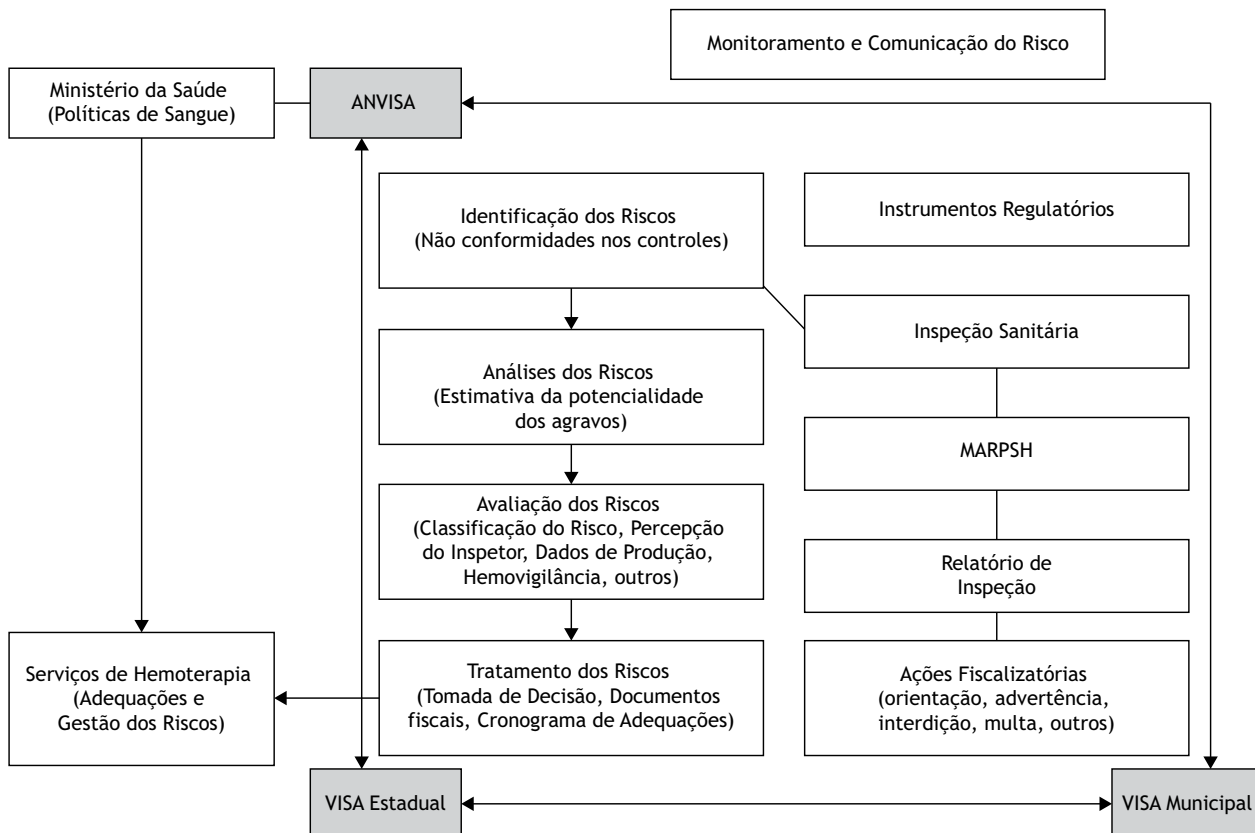 Monitoramento e Comunicação do Risco
Ministério da Saúde
(Políticas de Sangue)
ANVISA
Identificação dos Riscos
(Não conformidades nos controles)
Instrumentos Regulatórios
Inspeção Sanitária
Análises dos Riscos
(Estimativa da potencialidade
dos agravos)
MARPSH
Avaliação dos Riscos
(Classificação do Risco, Percepção
do Inspetor, Dados de Produção,
Hemovigilância, outros)
Relatório de
Inspeção
Serviços de Hemoterapia
(Adequações e
Gestão dos Riscos)
Tratamento dos Riscos
(Tomada de Decisão, Documentos
fiscais, Cronograma de Adequações)
Ações Fiscalizatórias
(orientação, advertência,
interdição, multa, outros)
VISA Estadual
VISA Municipal